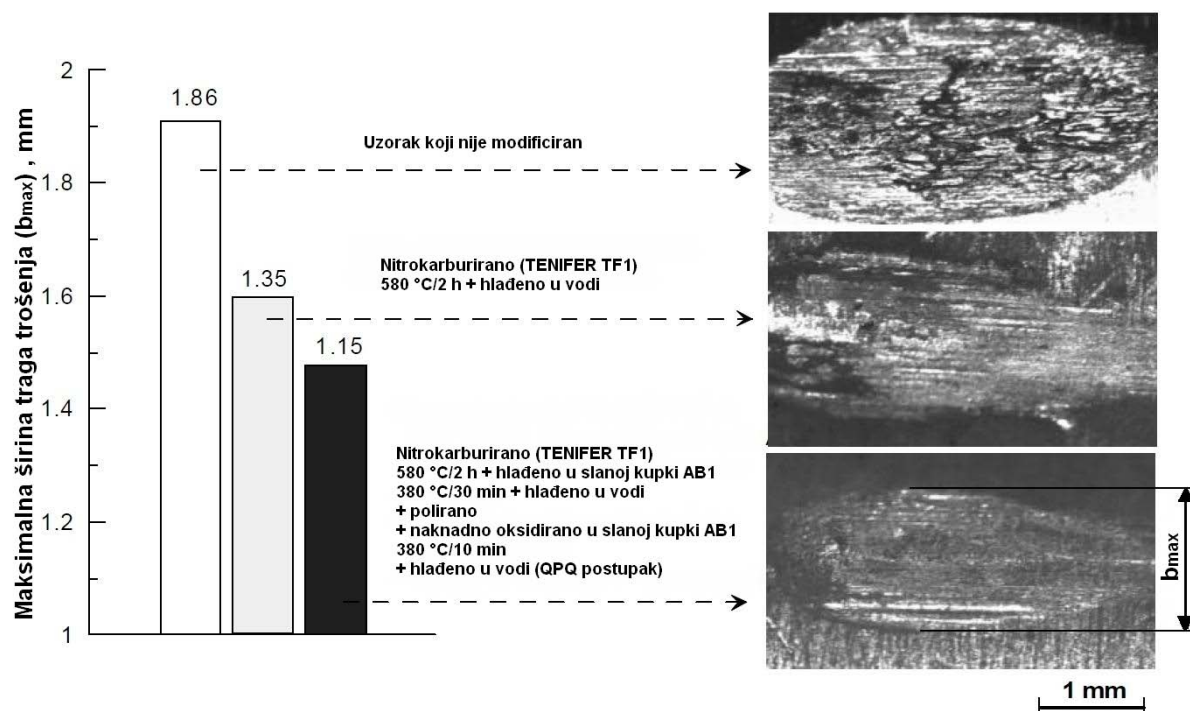 Maksimalna širina traga trošenja (bmax) , mm
2
1.8
1.6
1.4
1.2
1
1.86
1.35
1.15
Uzorak koji nije modificiran
Nitrokarburirano (TENIFER TF1)
580 °C/2 h + hlađeno u vodi
Nitrokarburirano (TENIFER TF1)
580 °C/2 h + hlađeno u slanoj kupki AB1
380 °C/30 min + hlađeno u vodi
+ polirano
+ naknadno oksidirano u slanoj kupki AB1
380 °C/10 min
+ hlađeno u vodi (QPQ postupak)
bmax
1 mm